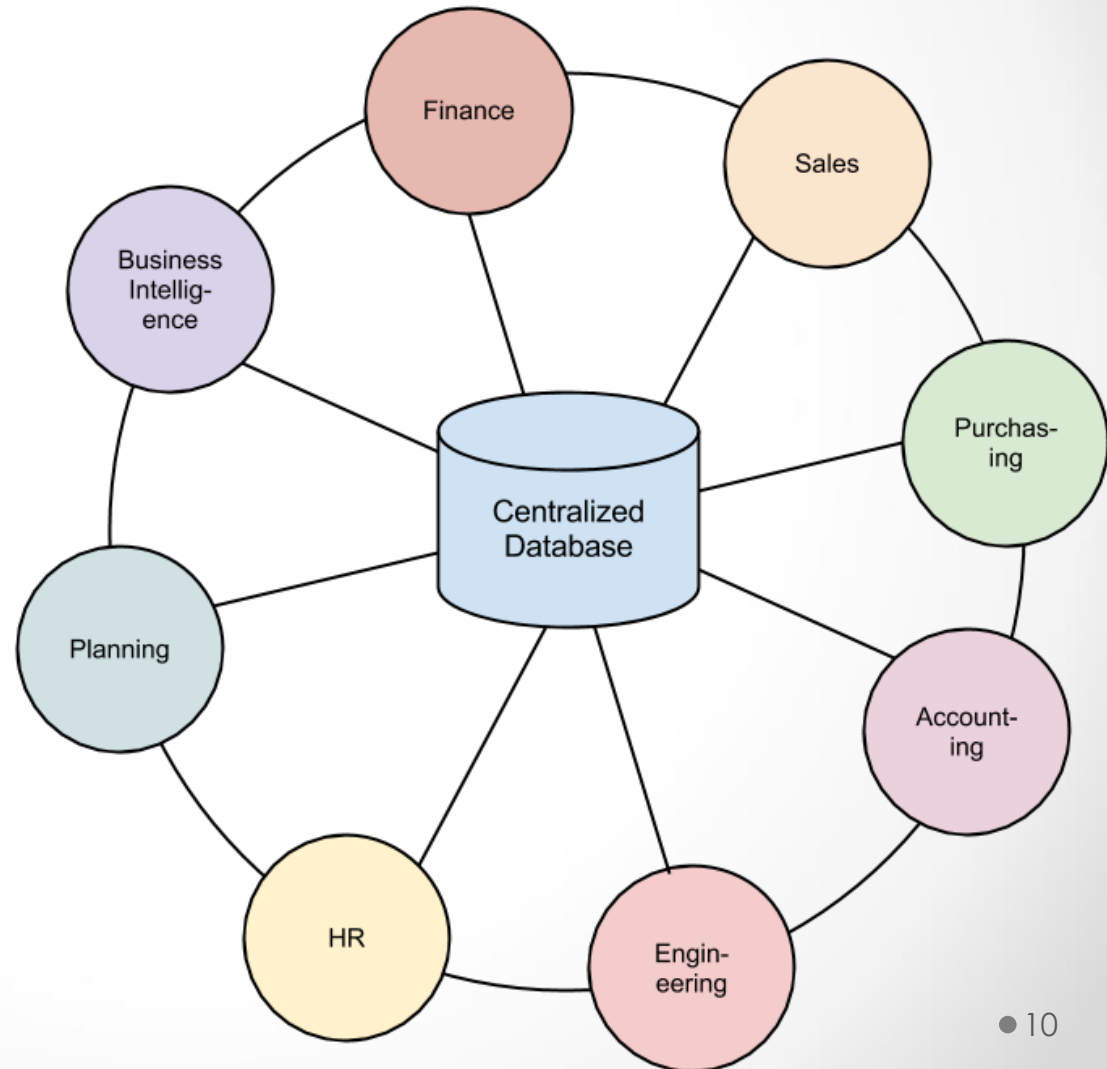 Finance
Sales
Business
Intellig-
ence
Purchas-
ing
Centralized
Database
Planning
Account-
ing
HR
Engin-
eering
10